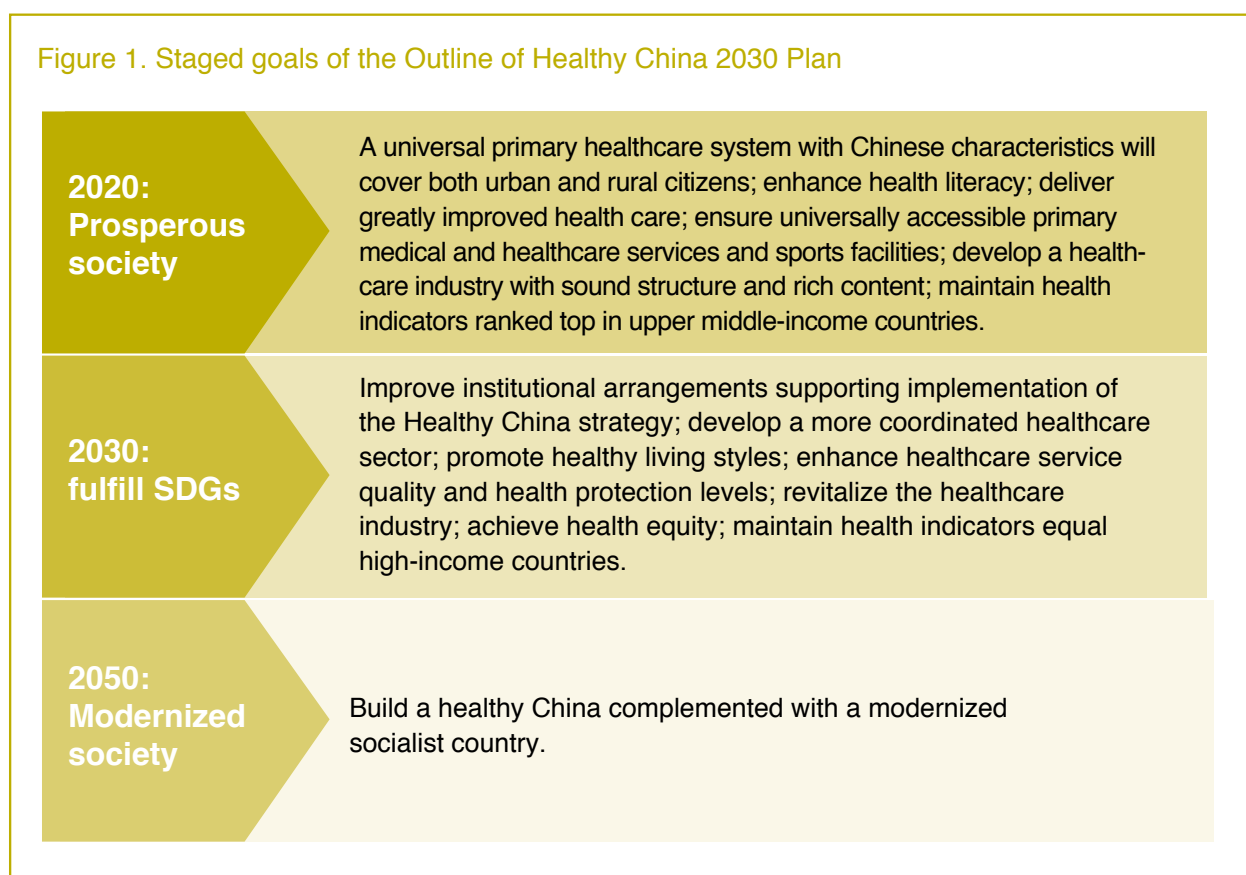 Figure 1. Staged goals of the Outline of Healthy China 2030 Plan
2020:
Prosperous
society
A universal primary healthcare system with Chinese characteristics will
cover both urban and rural citizens; enhance health literacy; deliver
greatly improved health care; ensure universally accessible primary
medical and healthcare services and sports facilities; develop a health-
care industry with sound structure and rich content; maintain health
indicators ranked top in upper middle-income countries.
2030:
fulfill SDGs
Improve institutional arrangements supporting implementation of
the Healthy China strategy; develop a more coordinated healthcare
sector; promote healthy living styles; enhance healthcare service
quality and health protection levels; revitalize the healthcare
industry; achieve health equity; maintain health indicators equal
high-income countries.
2050:
Modernized
society
Build a healthy China complemented with a modernized
socialist country.